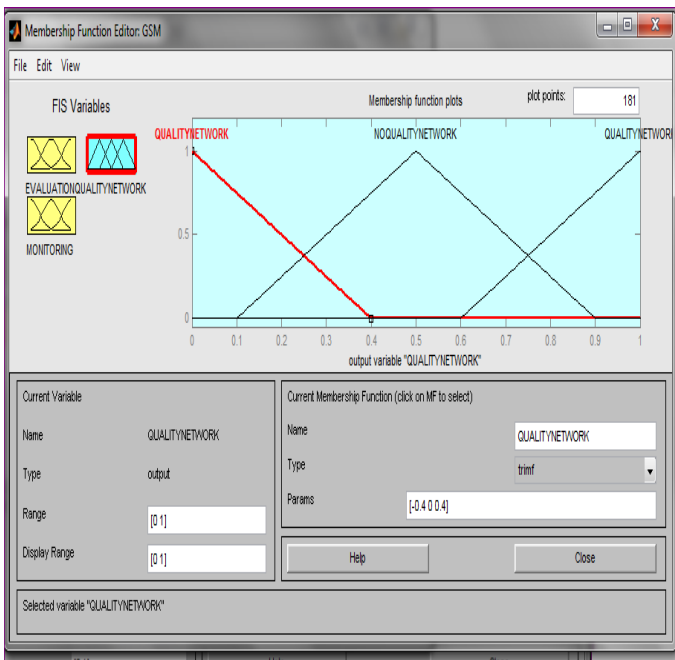 Membership Function Editor: GSM
File Edit View
FIS Variables
EVALUATIONQUALITYNETWORK
MONITORING
Membership function plots
plot points: 181
QUALITYNETWORK NOQUALITYNETWORK QUALITYNETWOR
1
0.5
0
0 0.1 0.2 0.3 0.4 0.5 0.6 0.7 0.8 0.9 1
output variable "QUALITYNETWORK"
Current Variable
Name QUALITYNETWORK
Type output
Range [0 1]
Display Range [0 1]
Current Membership Function (click on MF to select)
Name QUALITYNETWORK
Type trimf
Params [-0.4 0 0.4]
Help Close
Selected variable "QUALITYNETWORK"